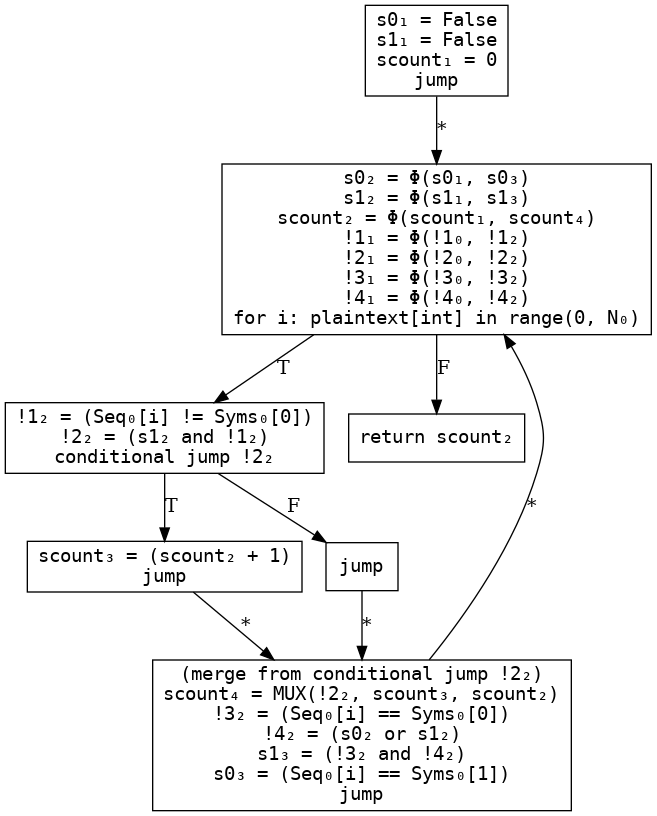 s0₁ = False
s1₁ = False
scount₁ = 0
jump
*
s0₂ = Φ(s0₁, s0₃)
s1₂ = Φ(s1₁, s1₃)
scount₂ = Φ(scount₁, scount₄)
!1₁ = Φ(!1₀, !1₂)
!2₁ = Φ(!2₀, !2₂)
!3₁ = Φ(!3₀, !3₂)
!4₁ = Φ(!4₀, !4₂)
for i: plaintext[int] in range(0, N₀)
T
F
!1₂ = (Seq₀[i] != Syms₀[0])
!2₂ = (s1₂ and !1₂)
conditional jump !2₂
return scount₂
T
F
*
scount₃ = (scount₂ + 1)
jump
jump
*
*
(merge from conditional jump !2₂)
scount₄ = MUX(!2₂, scount₃, scount₂)
!3₂ = (Seq₀[i] == Syms₀[0])
!4₂ = (s0₂ or s1₂)
s1₃ = (!3₂ and !4₂)
s0₃ = (Seq₀[i] == Syms₀[1])
jump